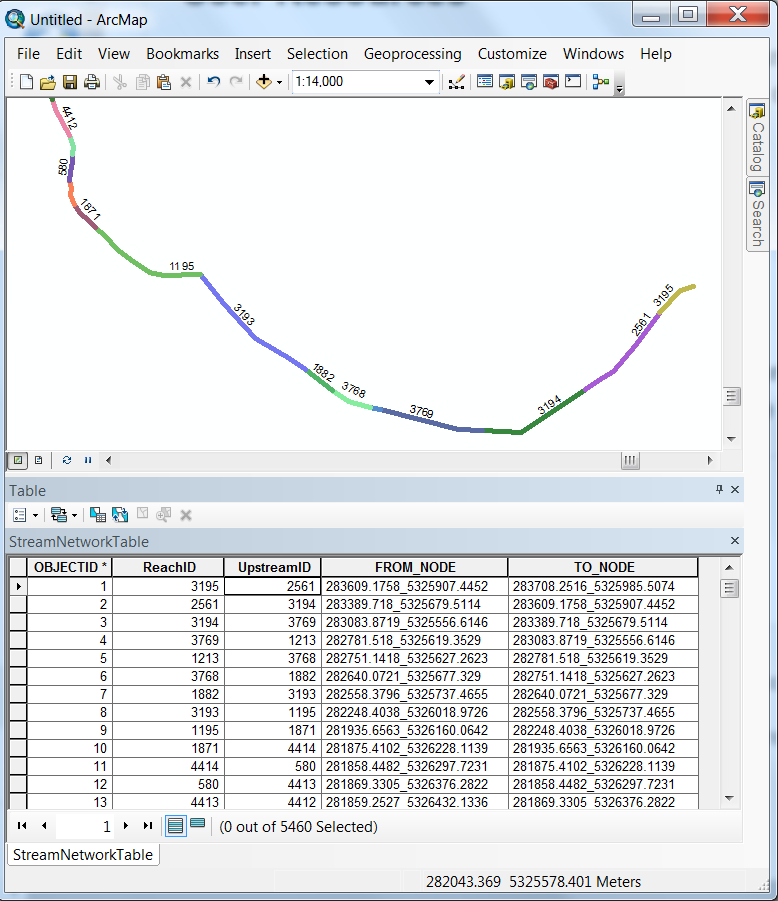 Untitled - ArcMap
File Edit View Bookmarks Insert Selection Geoprocessing Customize Windows Help
1:14,000
4412
580
1871
1195
3193
1882
3768
3769
3194
2561
3195
Catalog
Search
Table
StreamNetworkTable
OBJECTID * ReachID UpstreamID FROM_NODE TO_NODE
1 3195 2561 283609.1758_5325907.4452 283708.2516_5325985.5074
2 2561 3194 283389.718_5325679.5114 283609.1758_5325907.4452
3 3194 3769 283083.8719_5325556.6146 283389.718_5325679.5114
4 3769 1213 282781.518_5325619.3529 283083.8719_5325556.6146
5 1213 3768 282751.1418_5325627.2623 282781.518_5325619.3529
6 3768 1882 282640.0721_5325677.329 282751.1418_5325627.2623
7 1882 3193 282558.3796_5325737.4655 282640.0721_5325677.329
8 3193 1195 282248.4038_5326018.9726 282558.3796_5325737.4655
9 1195 1871 281935.6563_5326160.0642 282248.4038_5326018.9726
10 1871 4414 281875.4102_5326228.1139 281935.6563_5326160.0642
11 4414 580 281858.4482_5326297.7231 281875.4102_5326228.1139
12 580 4413 281869.3305_5326376.2822 281858.4482_5326297.7231
13 4413 4412 281859.2527_5326432.1336 281869.3305_5326376.2822
1 (0 out of 5460 Selected)
StreamNetworkTable
282043.369 5325578.401 Meters